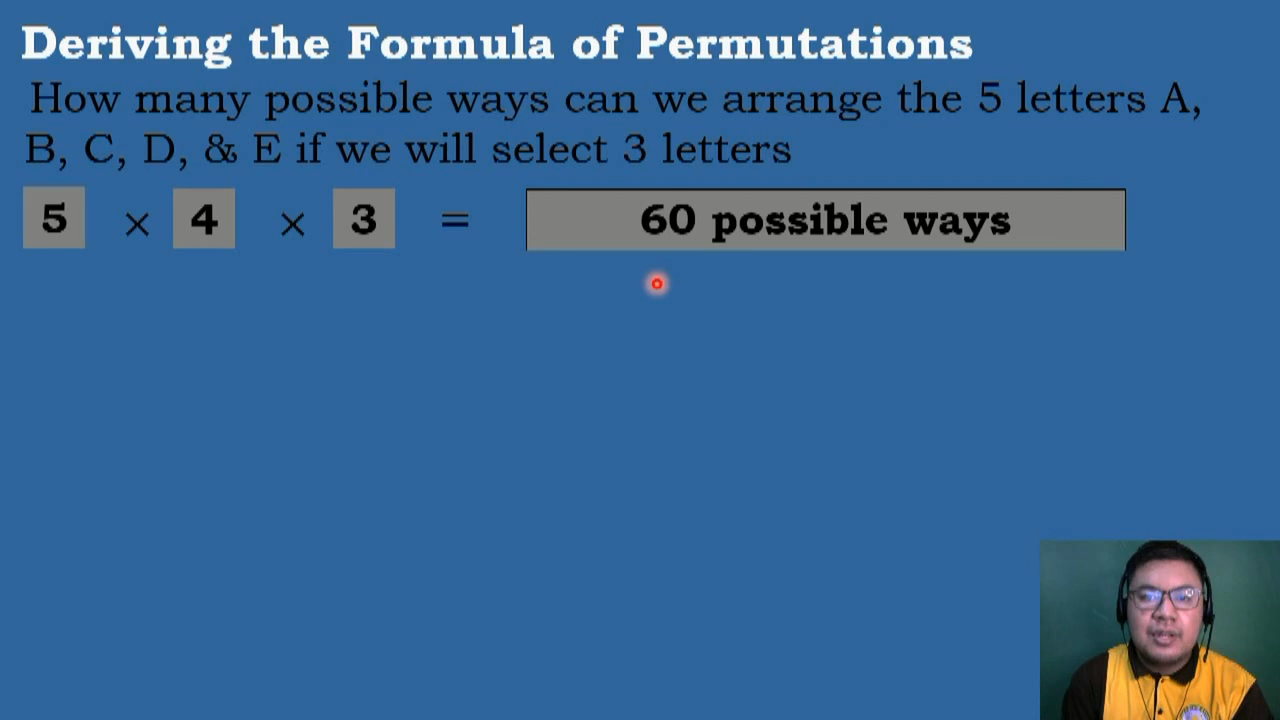 Deriving the Formula of Permutations
How many possible ways can we arrange the 5 letters A,
B, C, D, & E if we will select 3 letters
5 × 4 × 3 = 60 possible ways